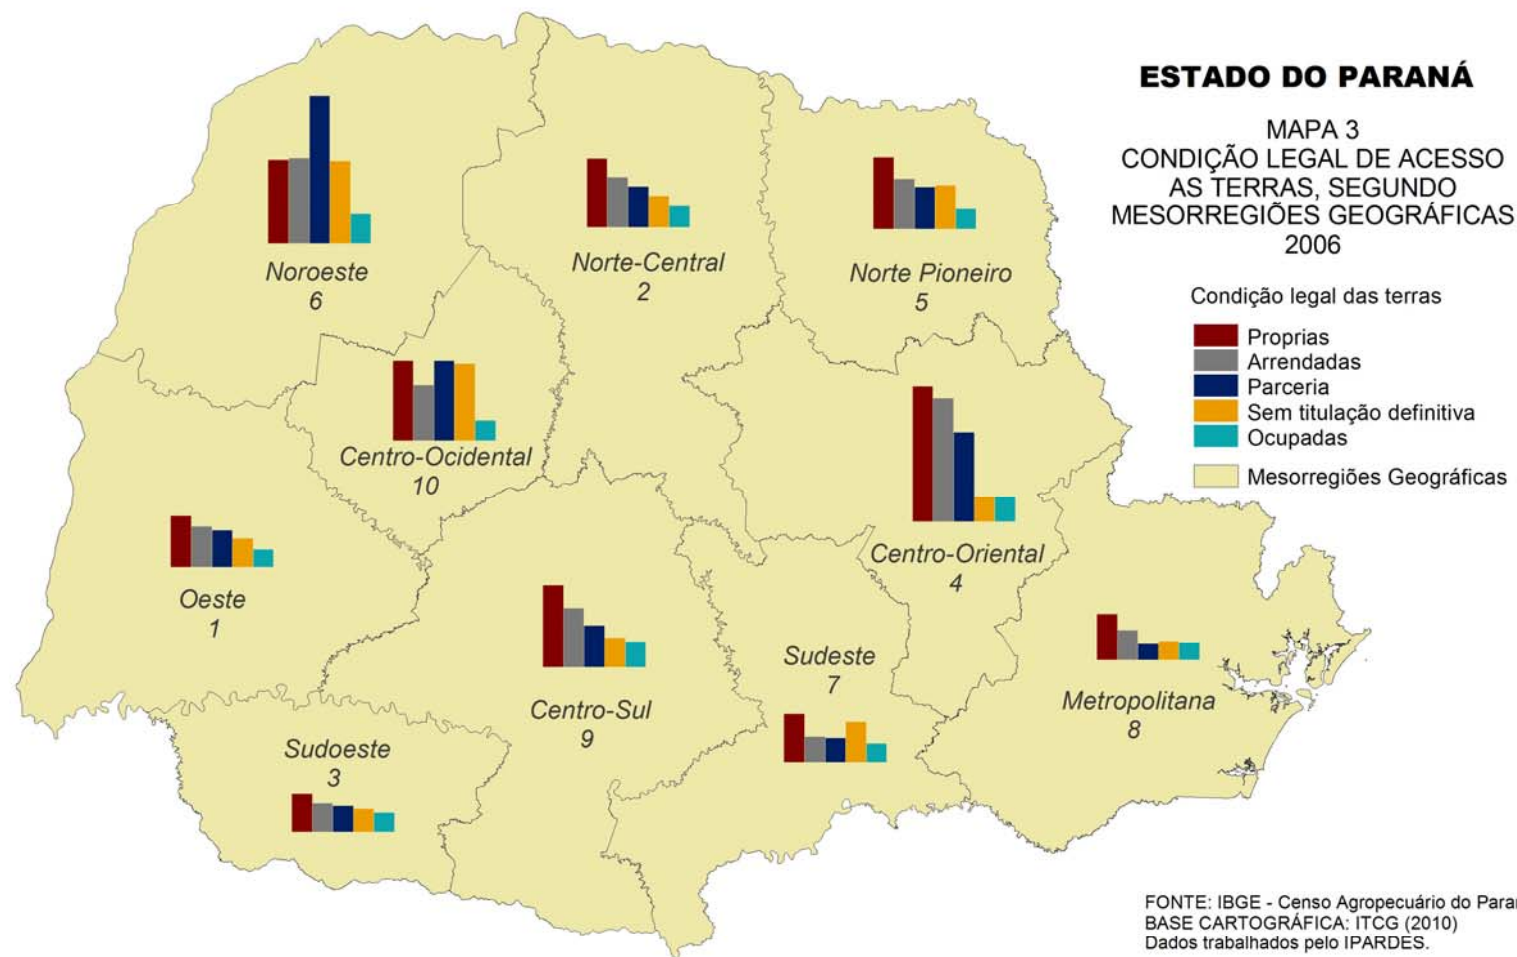 ESTADO DO PARANÁ
MAPA 3
CONDIÇÃO LEGAL DE ACESSO
AS TERRAS, SEGUNDO
MESORREGIÕES GEOGRÁFICAS
2006
Condição legal das terras
Proprias
Arrendadas
Parceria
Sem titulação definitiva
Ocupadas
Mesorregiões Geográficas
Noroeste
6
Norte-Central
2
Norte Pioneiro
5
Centro-Ocidental
10
Centro-Oriental
4
Oeste
1
Centro-Sul
9
Sudeste
7
Metropolitana
8
Sudoeste
3
FONTE: IBGE - Censo Agropecuário do
BASE CARTOGRÁFICA: ITCG (2010)
Dados trabalhados pelo IPARDES.